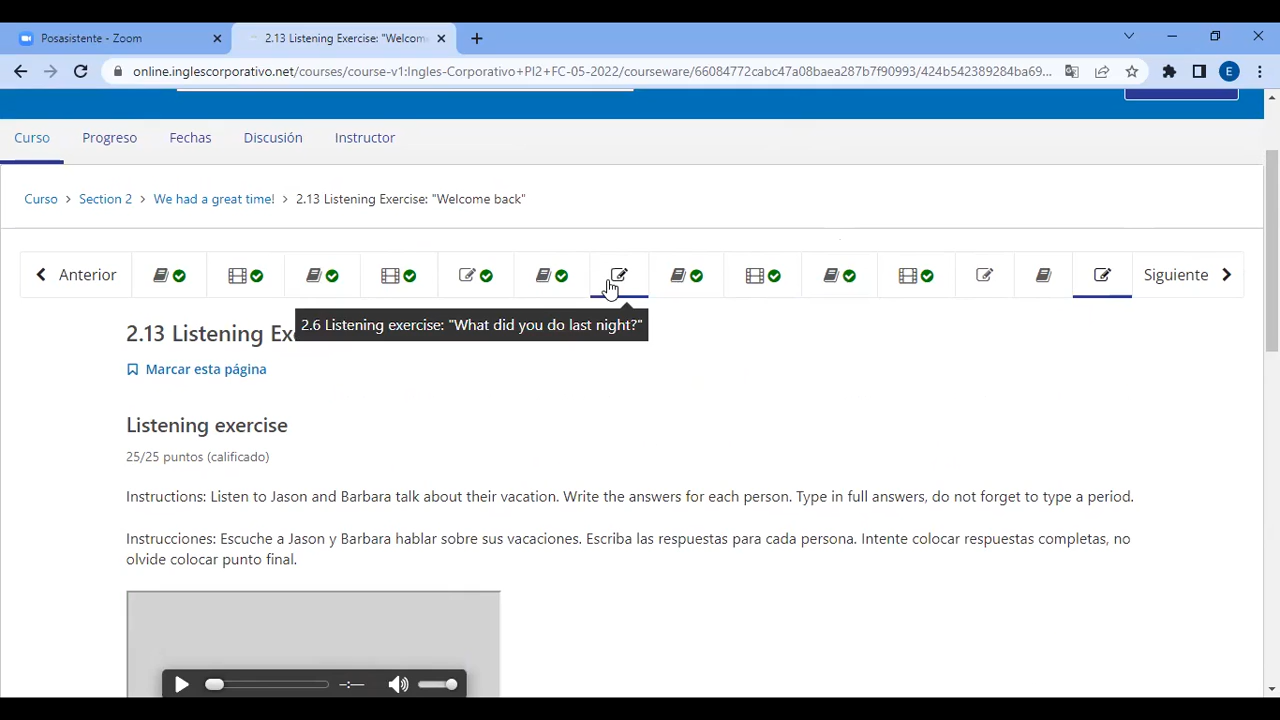 Posasistente - Zoom
2.13 Listening Exercise: "Welcom
online.inglescorporativo.net/courses/course-v1:Ingles-Corporativo+PI2+FC-05-2022/courseware/66084772cabc47a08baea287b7f90993/424b542389284ba69...
E
Curso Progreso Fechas Discusión Instructor
Curso > Section 2 > We had a great time! > 2.13 Listening Exercise: "Welcome back"
Anterior Siguiente
2.6 Listening exercise: "What did you do last night?"
2.13 Listening Ex
Marcar esta página
Listening exercise
25/25 puntos (calificado)
Instructions: Listen to Jason and Barbara talk about their vacation. Write the answers for each person. Type in full answers, do not forget to type a period.
Instrucciones: Escuche a Jason y Barbara hablar sobre sus vacaciones. Escriba las respuestas para cada persona. Intente colocar respuestas completas, no
olvide colocar punto final.
-:--